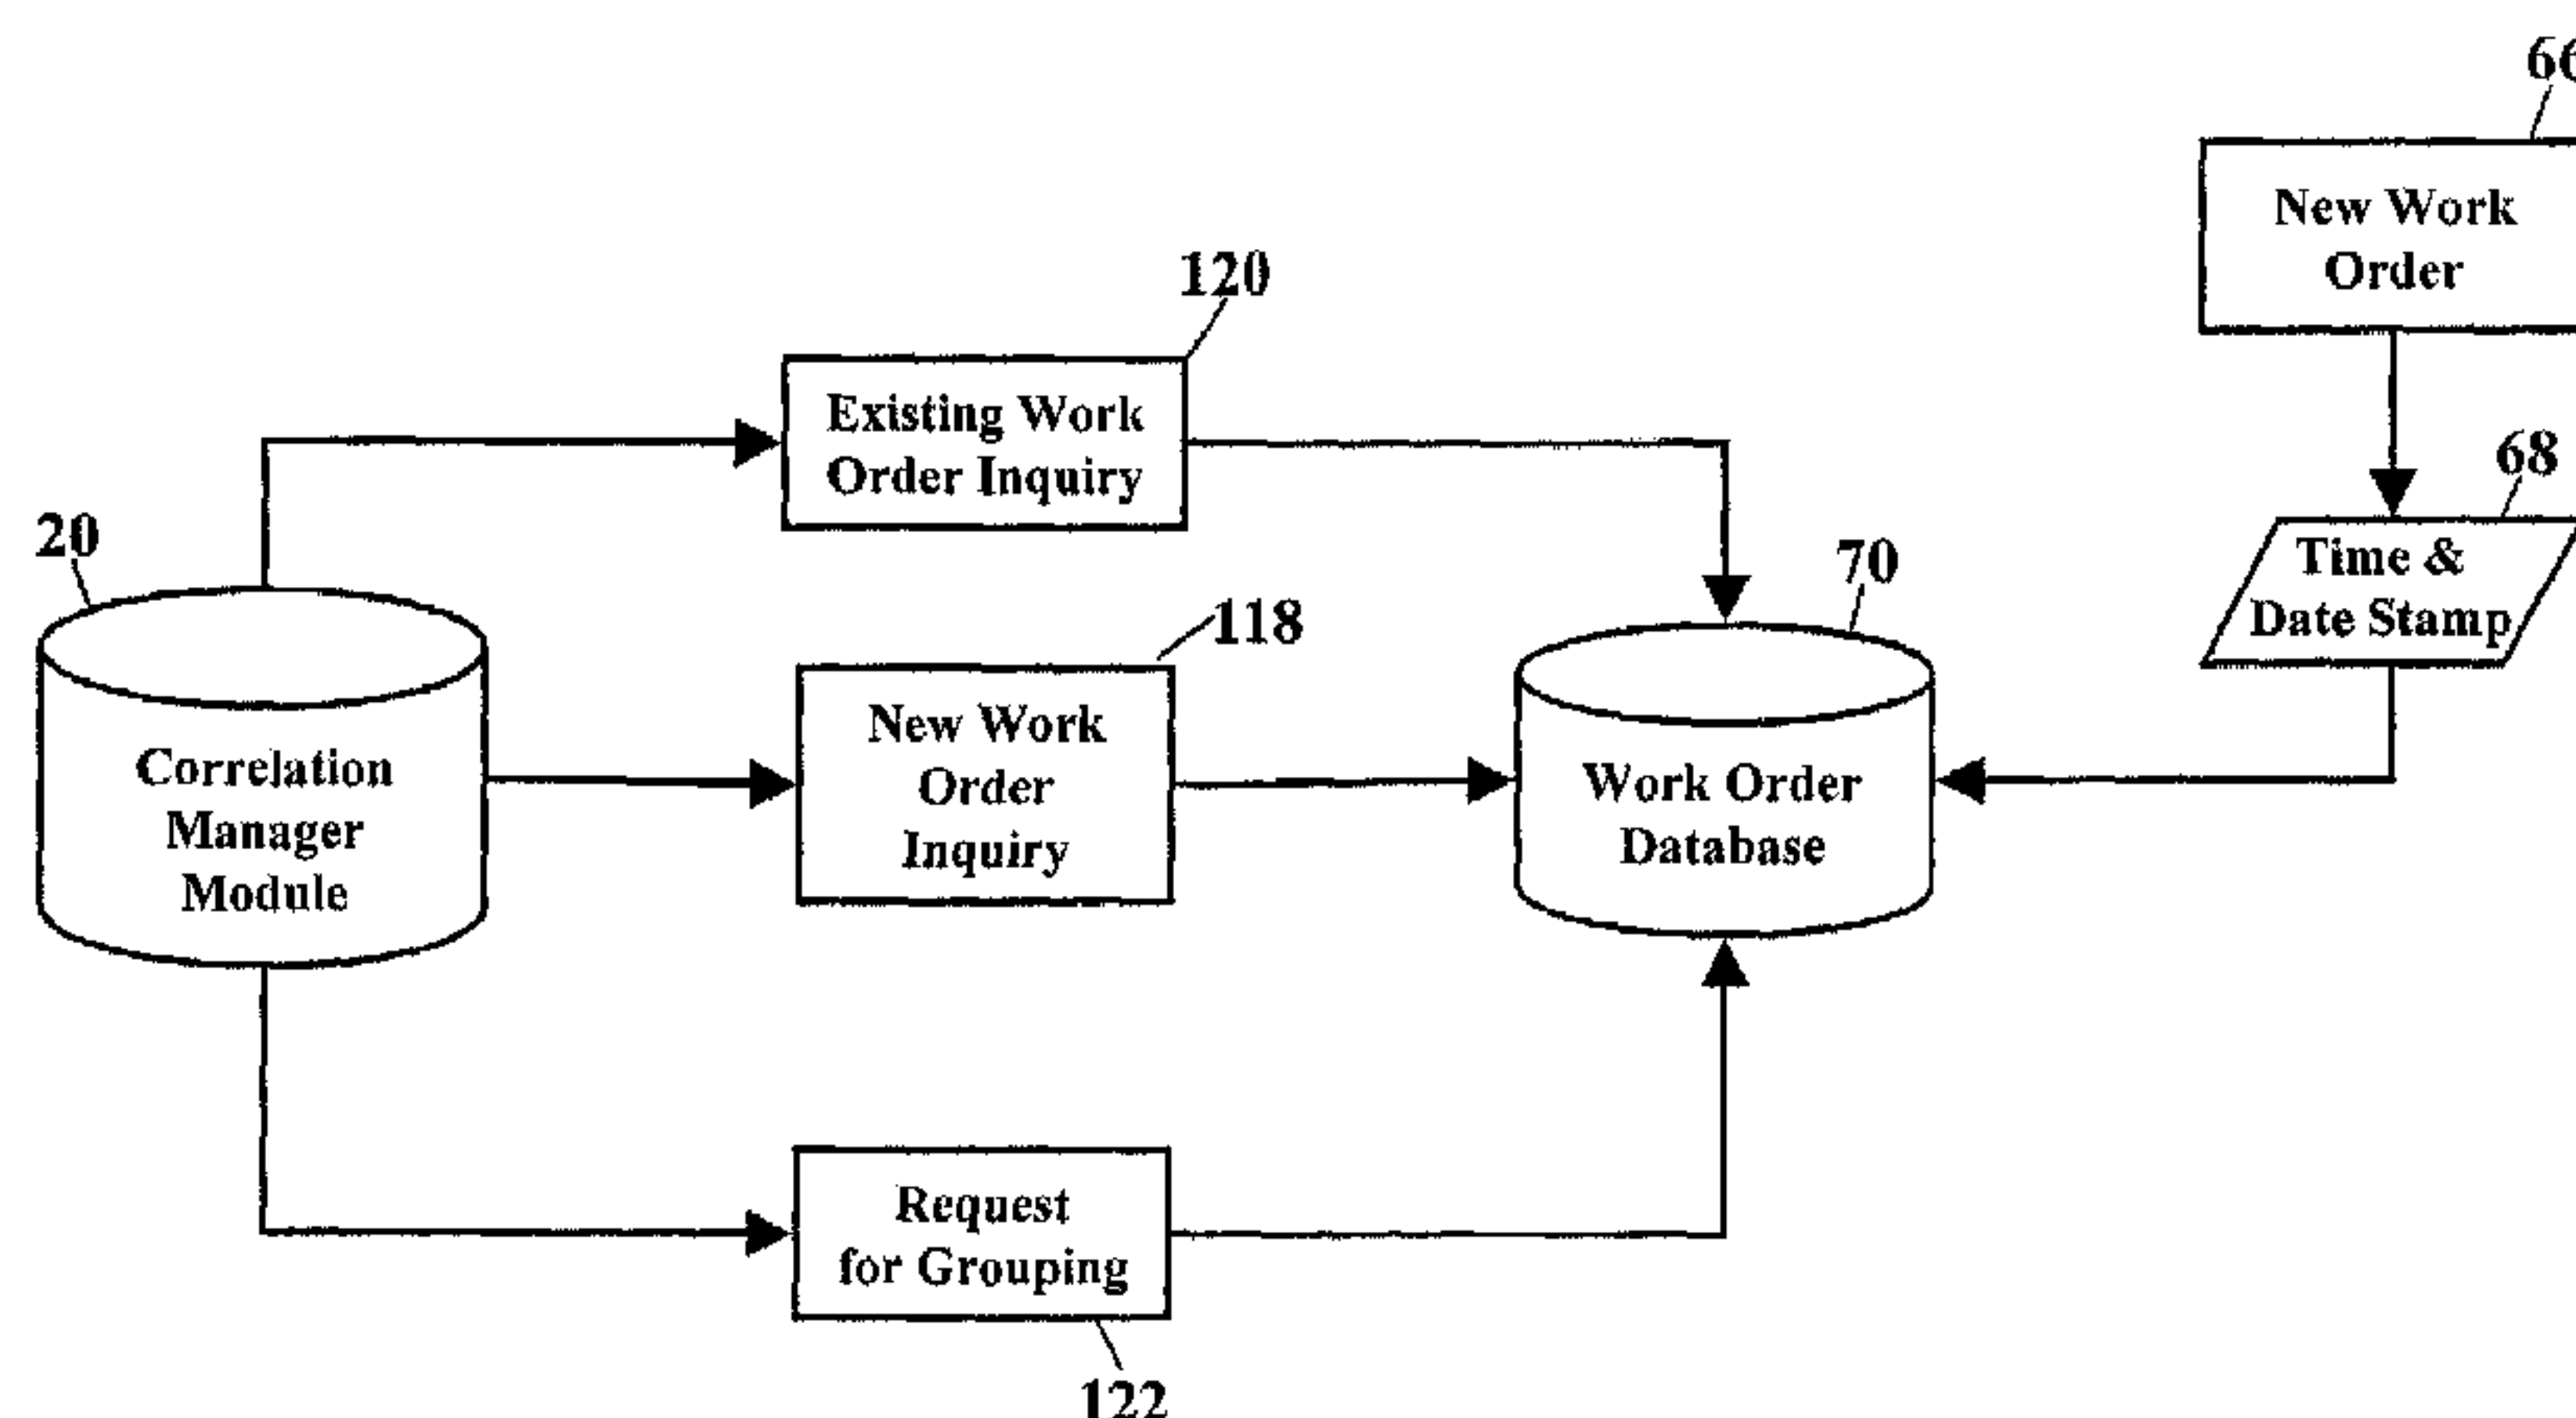 66
New Work
Order
120
Existing Work
Order Inquiry
68
Time &
Date Stamp
20
Correlation
Manager
Module
118
New Work
Order
Inquiry
70
Work Order
Database
Request
for Grouping
122